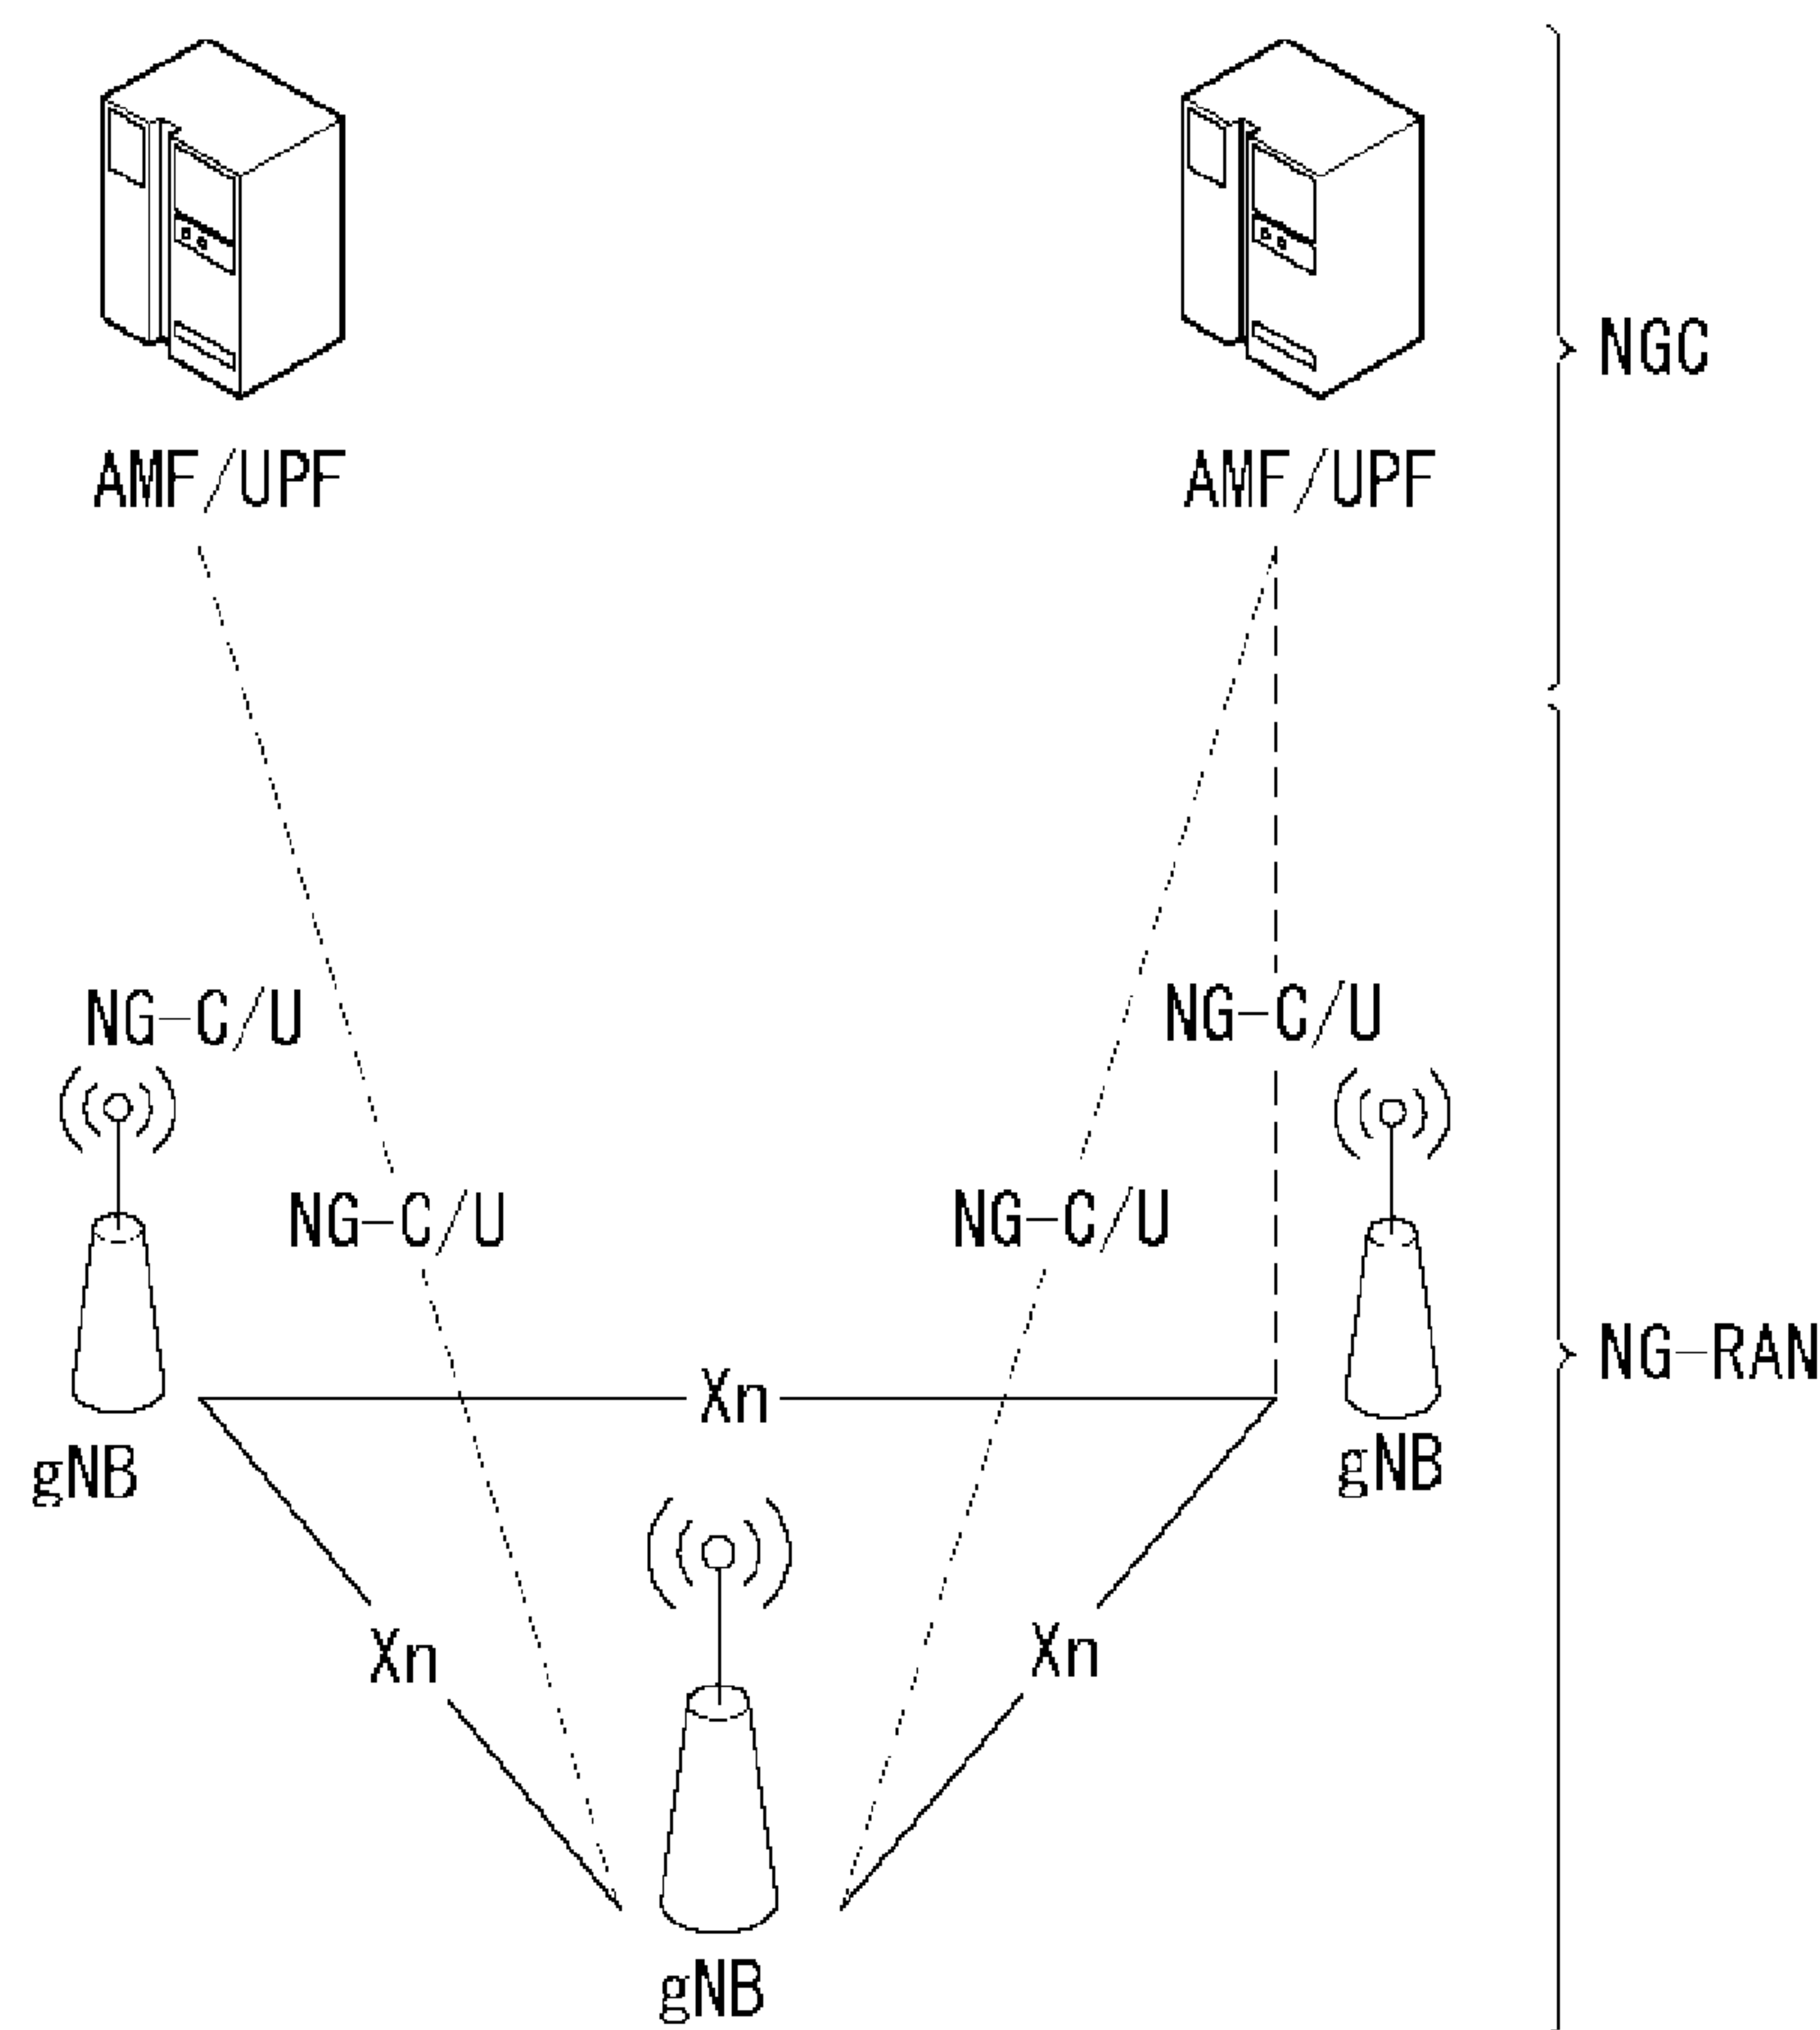 NGC
AMF/UPF
AMF/UPF
NG-C/U
NG-C/U
NG-C/U
NG-C/U
NG-RAN
Xn
gNB
gNB
Xn
Xn
gNB